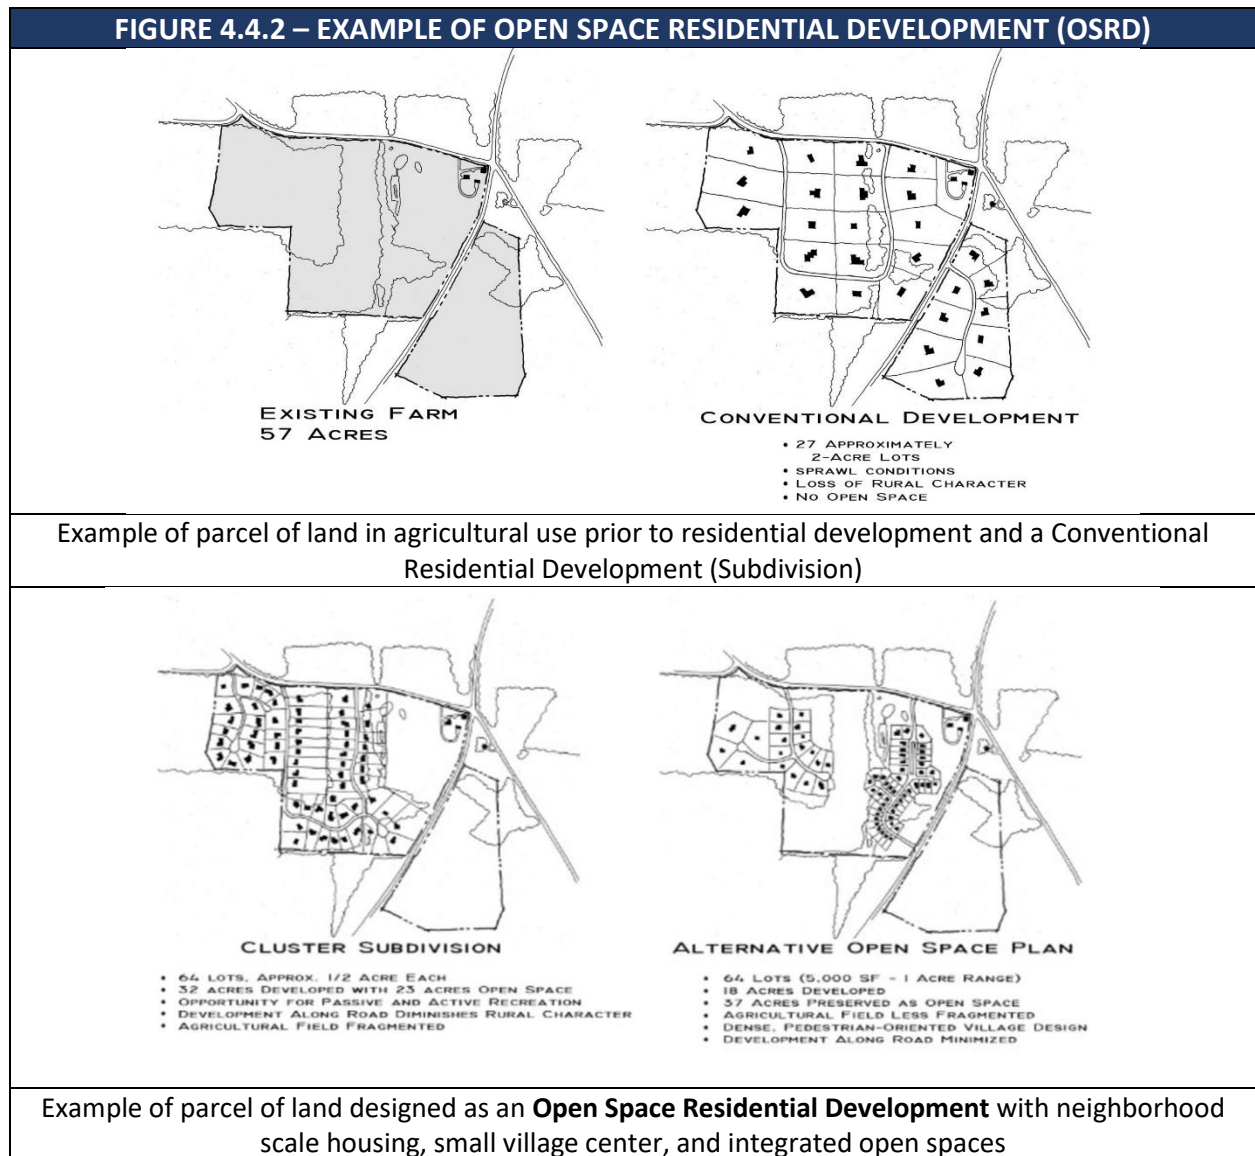 FIGURE 4.4.2 – EXAMPLE OF OPEN SPACE RESIDENTIAL DEVELOPMENT (OSRD)
EXISTING FARM
57 ACRES
CONVENTIONAL DEVELOPMENT
• 27 APPROXIMATELY
2-ACRE LOTS
• SPRAWL CONDITIONS
• LOSS OF RURAL CHARACTER
• NO OPEN SPACE
Example of parcel of land in agricultural use prior to residential development and a Conventional
Residential Development (Subdivision)
CLUSTER SUBDIVISION
• 64 LOTS, APPROX. 1/2 ACRE EACH
• 32 ACRES DEVELOPED WITH 23 ACRES OPEN SPACE
• OPPORTUNITY FOR PASSIVE AND ACTIVE RECREATION
• DEVELOPMENT ALONG ROAD DIMINISHES RURAL CHARACTER
• AGRICULTURAL FIELD FRAGMENTED
ALTERNATIVE OPEN SPACE PLAN
• 64 LOTS (5,000 SF - 1 ACRE RANGE)
• 18 ACRES DEVELOPED
• 37 ACRES PRESERVED AS OPEN SPACE
• AGRICULTURAL FIELD LESS FRAGMENTED
• DENSE, PEDESTRIAN-ORIENTED VILLAGE DESIGN
• DEVELOPMENT ALONG ROAD MINIMIZED
Example of parcel of land designed as an Open Space Residential Development with neighborhood
scale housing, small village center, and integrated open spaces